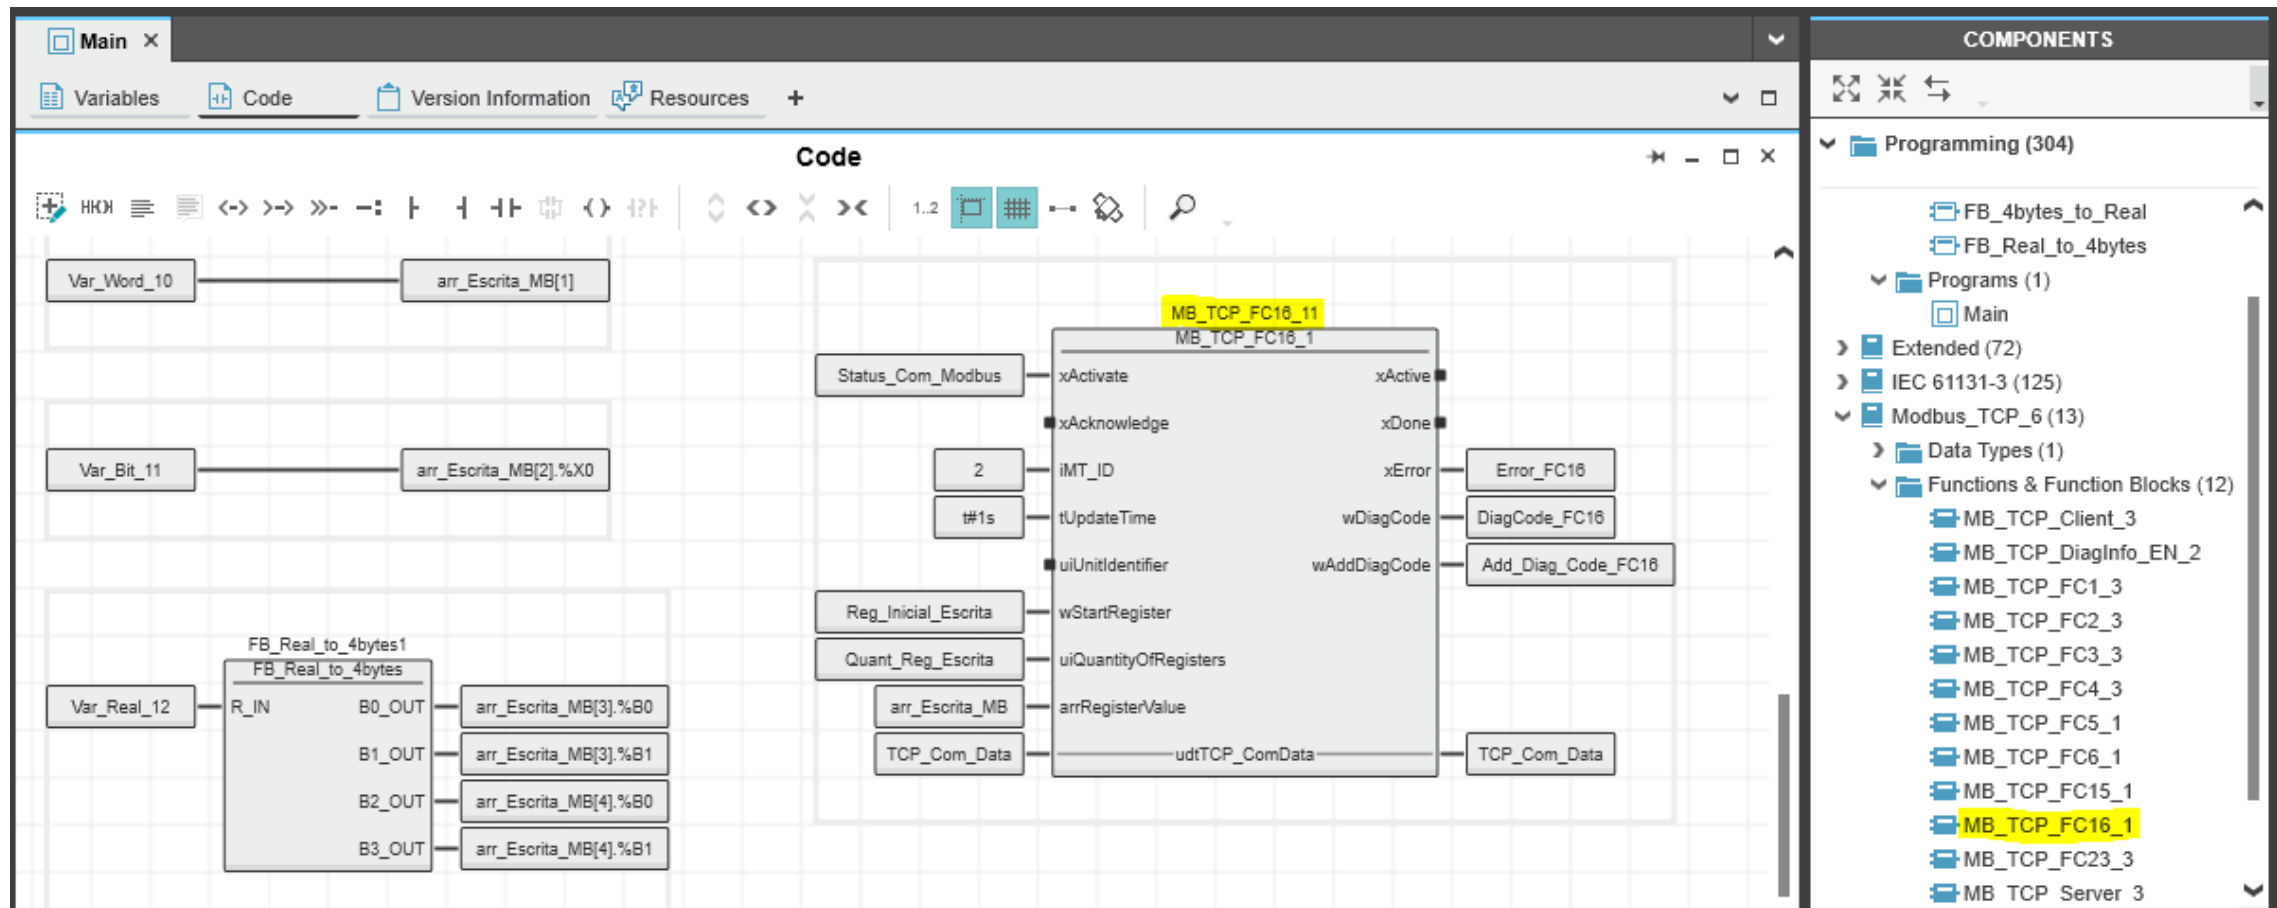 Main
COMPONENTS
Variables
Code
Version Information
Resources
Code
1..2
Var_Word_10
arr_Escrita_MB[1]
Var_Bit_11
arr_Escrita_MB[2].%X0
FB_Real_to_4bytes1
FB_Real_to_4bytes
Var_Real_12
R_IN
B0_OUT
arr_Escrita_MB[3].%B0
B1_OUT
arr_Escrita_MB[3].%B1
B2_OUT
arr_Escrita_MB[4].%B0
B3_OUT
arr_Escrita_MB[4].%B1
MB_TCP_FC16_11
MB_TCP_FC16_1
Status_Com_Modbus
xActivate
xActive
xAcknowledge
xDone
2
iMT_ID
xError
Error_FC16
t#1s
tUpdateTime
wDiagCode
DiagCode_FC16
uiUnitIdentifier
wAddDiagCode
Add_Diag_Code_FC16
Reg_Inicial_Escrita
wStartRegister
Quant_Reg_Escrita
uiQuantityOfRegisters
arr_Escrita_MB
arrRegisterValue
TCP_Com_Data
udtTCP_ComData
TCP_Com_Data
Programming (304)
FB_4bytes_to_Real
FB_Real_to_4bytes
Programs (1)
Main
Extended (72)
IEC 61131-3 (125)
Modbus_TCP_6 (13)
Data Types (1)
Functions & Function Blocks (12)
MB_TCP_Client_3
MB_TCP_DiagInfo_EN_2
MB_TCP_FC1_3
MB_TCP_FC2_3
MB_TCP_FC3_3
MB_TCP_FC4_3
MB_TCP_FC5_1
MB_TCP_FC6_1
MB_TCP_FC15_1
MB_TCP_FC16_1
MB_TCP_FC23_3
MB_TCP_Server_3